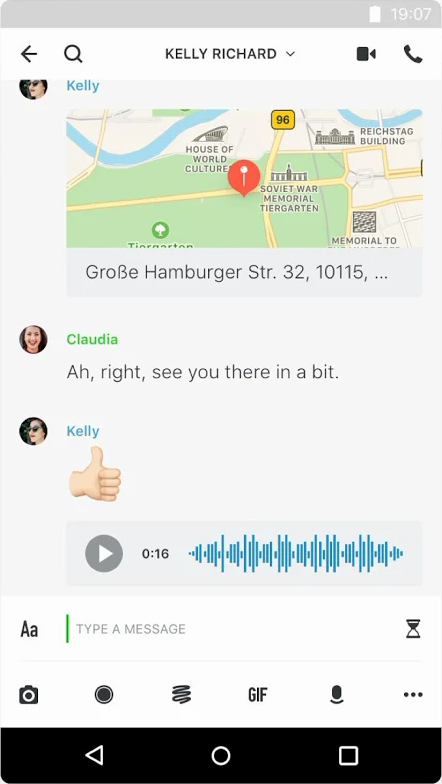 19:07
KELLY RICHARD
Kelly
96
REICHSTAG
BUILDING
HOUSE OF
WORLD
CULTURE
SOVIET WAR
MEMORIAL
TIERGARTEN
Tiergarten
MEMORIAL TO
Große Hamburger Str. 32, 10115, ...
Claudia
Ah, right, see you there in a bit.
Kelly
0:16
Aa
TYPE A MESSAGE
GIF